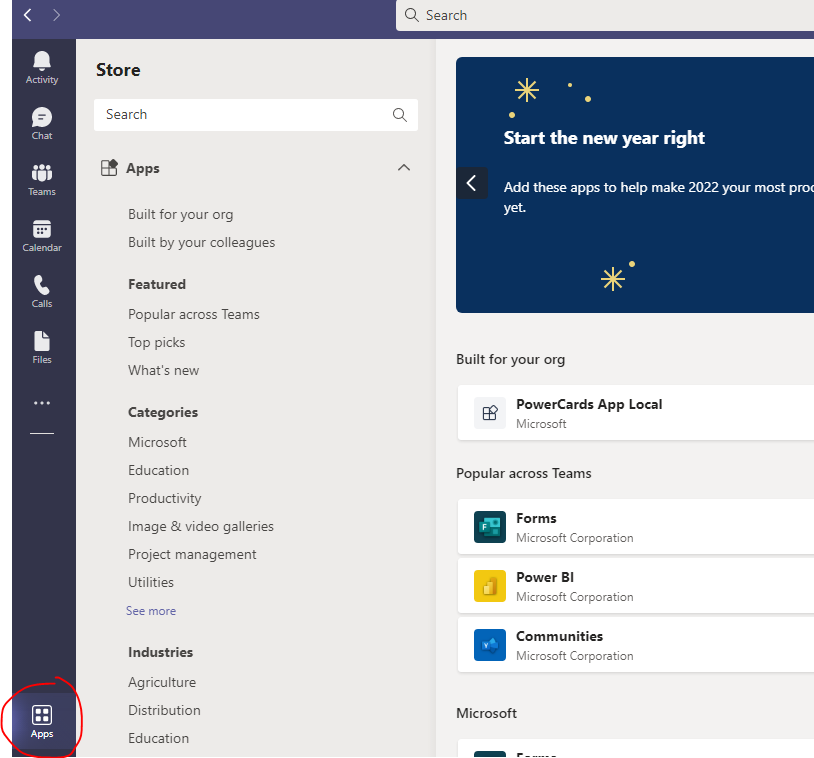 Search
Activity
Chat
Teams
Calendar
Calls
Files
Apps
Store
Search
Apps
Built for your org
Built by your colleagues
Featured
Popular across Teams
Top picks
What's new
Categories
Microsoft
Education
Productivity
Image & video galleries
Project management
Utilities
See more
Industries
Agriculture
Distribution
Education
Start the new year right
Add these apps to help make 2022 your most
yet.
Built for your org
PowerCards App Local
Microsoft
Popular across Teams
Forms
Microsoft Corporation
Power BI
Microsoft Corporation
Communities
Microsoft Corporation
Microsoft
Forms